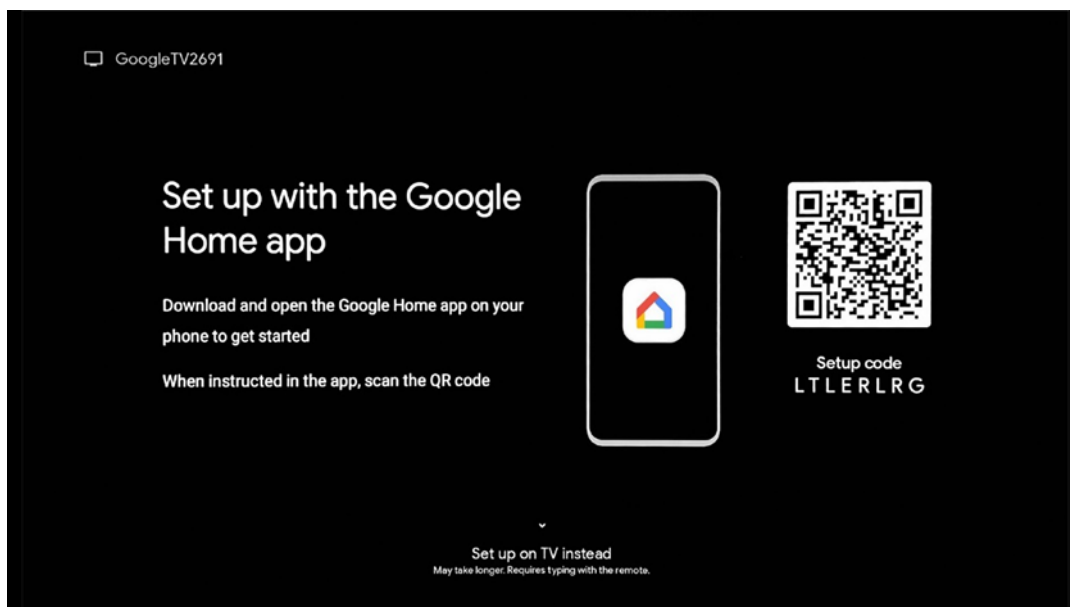 GoogleTV2691
Set up with the Google
Home app
Download and open the Google Home app on your
phone to get started
When instructed in the app, scan the QR code
Setup code
LTLERLRG
Set up on TV instead
May take longer. Requires typing with the remote.